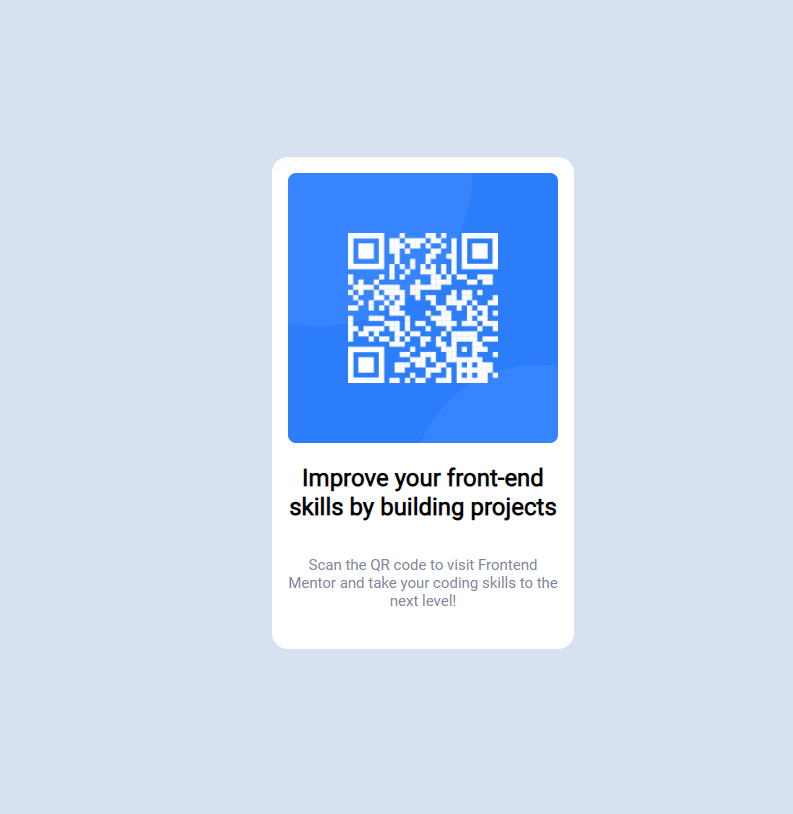 Improve your front-end
skills by building projects
Scan the QR code to visit Frontend
Mentor and take your coding skills to the
next level!